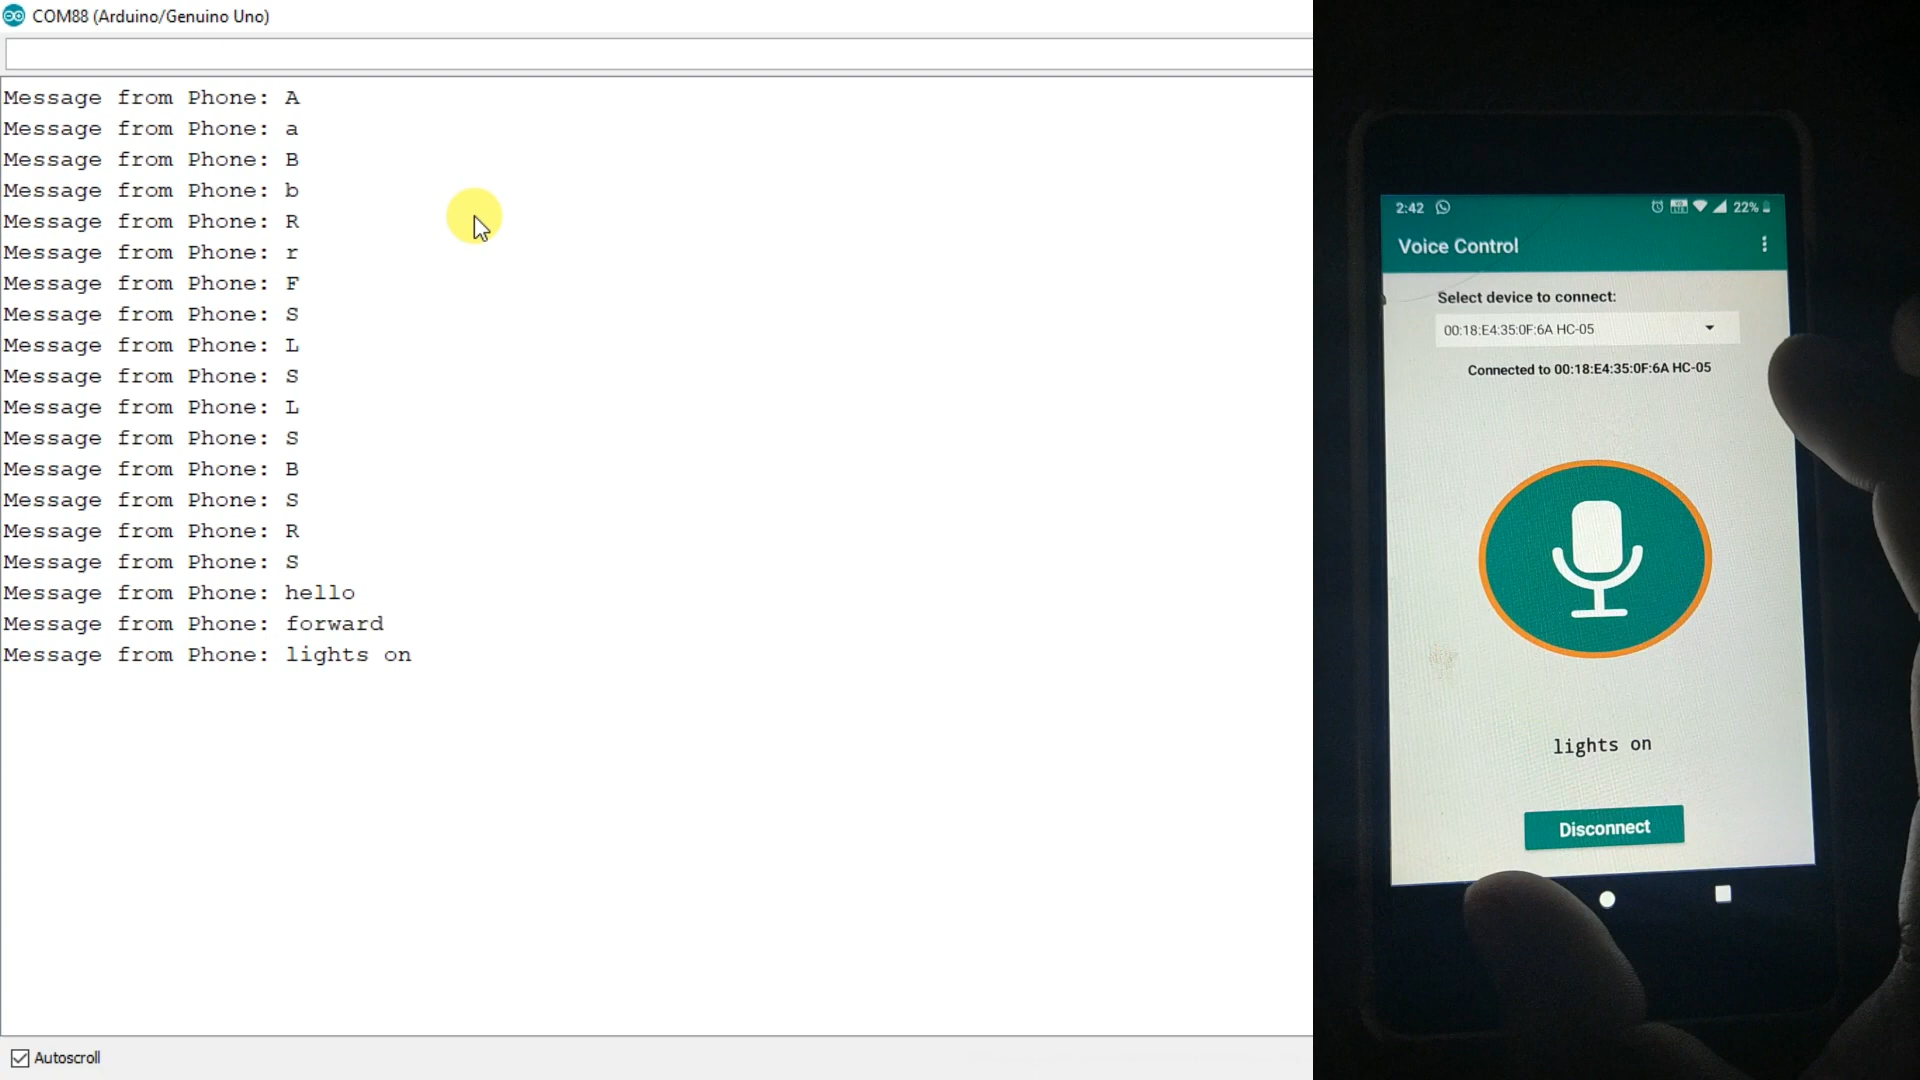 COM88 (Arduino/Genuino Uno)
Message from Phone: A
Message from Phone: a
Message from Phone: B
Message from Phone: b
Message from Phone: R
Message from Phone: r
Message from Phone: F
Message from Phone: S
Message from Phone: L
Message from Phone: S
Message from Phone: L
Message from Phone: S
Message from Phone: B
Message from Phone: S
Message from Phone: R
Message from Phone: S
Message from Phone: hello
Message from Phone: forward
Message from Phone: lights on
Autoscroll
2:42 22%
Voice Control
Select device to connect:
00:18:E4:35:0F:6A HC-05
Connected to 00:18:E4:35:0F:6A HC-05
lights on
Disconnect